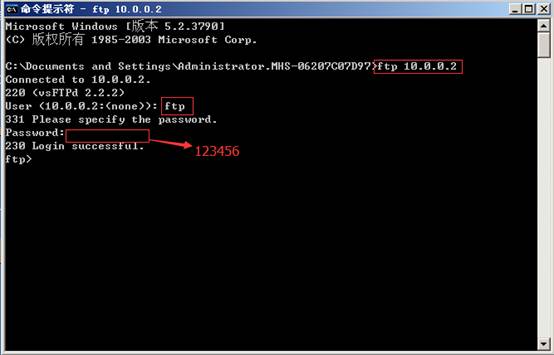 命令提示符 - ftp 10.0.0.2
Microsoft Windows [版本 5.2.3790]
(C) 版权所有 1985-2003 Microsoft Corp.
C:\Documents and Settings\Administrator.MHS-06207C07D97>ftp 10.0.0.2
Connected to 10.0.0.2.
220 (vsFTPd 2.2.2)
User (10.0.0.2:(none)): ftp
331 Please specify the password.
Password:
230 Login successful.
123456
ftp>